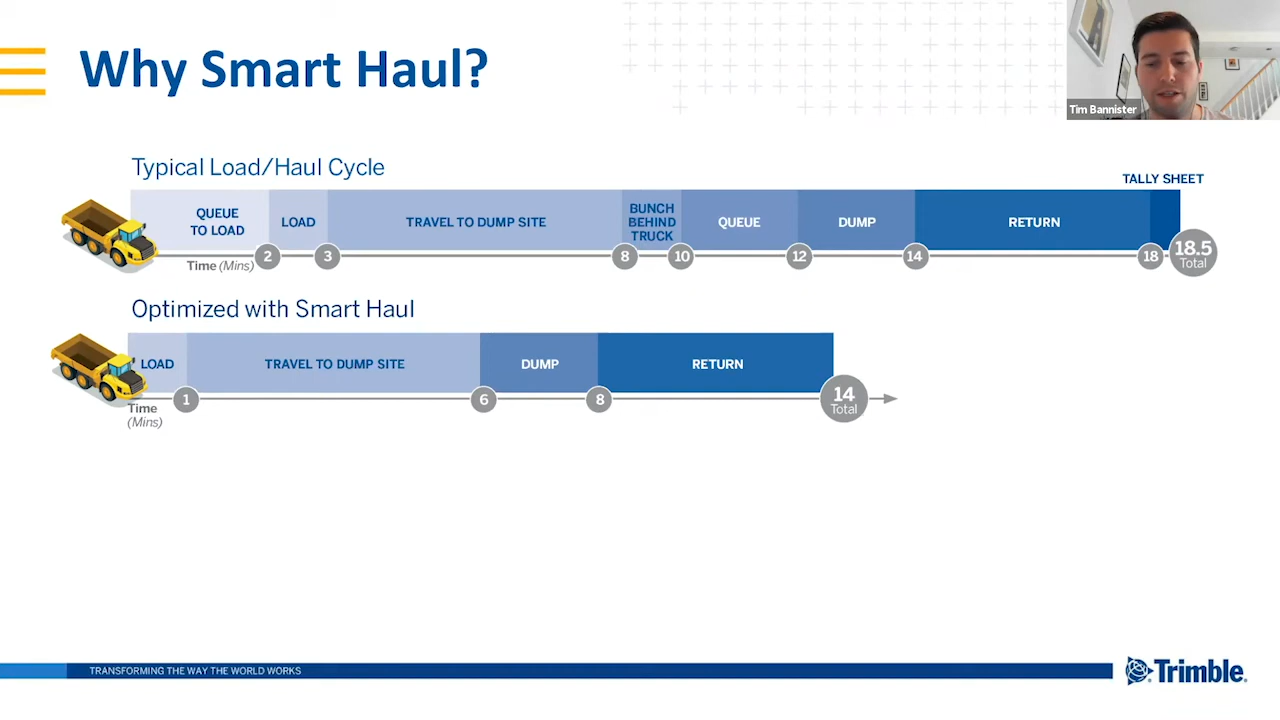 Why Smart Haul?
Tim Bannister
Typical Load/Haul Cycle
TALLY SHEET
QUEUE
TO LOAD
LOAD
TRAVEL TO DUMP SITE
BUNCH
BEHIND
TRUCK
QUEUE
DUMP
RETURN
Time (Mins)
2
3
8
10
12
14
18
18.5
Total
Optimized with Smart Haul
LOAD
TRAVEL TO DUMP SITE
DUMP
RETURN
Time
(Mins)
1
6
8
14
Total
TRANSFORMING THE WAY THE WORLD WORKS
Trimble